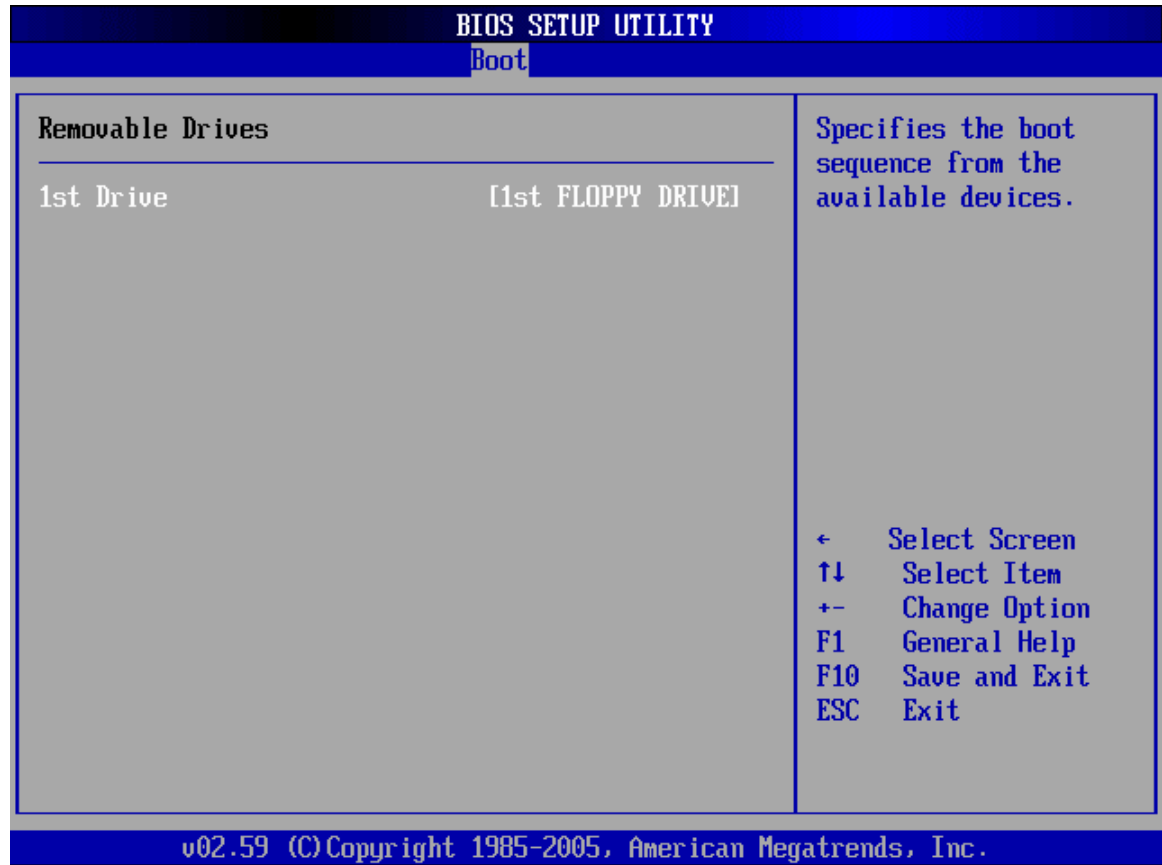 BIOS SETUP UTILITY
Boot
Removable Drives
1st Drive [1st FLOPPY DRIVE]
Specifies the boot
sequence from the
available devices.
← Select Screen
↑↓ Select Item
+- Change Option
F1 General Help
F10 Save and Exit
ESC Exit
v02.59 (C)Copyright 1985-2005, American Megatrends, Inc.